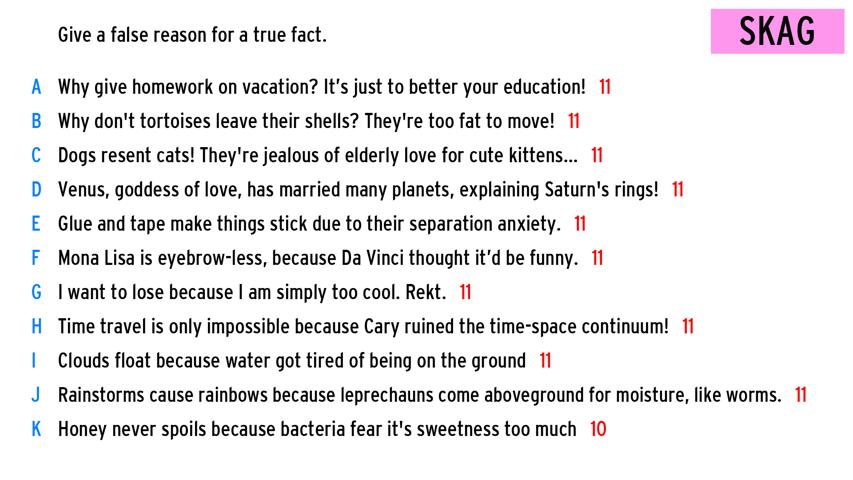 Give a false reason for a true fact.
SKAG
A Why give homework on vacation? It's just to better your education! 11
B Why don't tortoises leave their shells? They're too fat to move! 11
C Dogs resent cats! They're jealous of elderly love for cute kittens... 11
D Venus, goddess of love, has married many planets, explaining Saturn's rings! 11
E Glue and tape make things stick due to their separation anxiety. 11
F Mona Lisa is eyebrow-less, because Da Vinci thought it'd be funny. 11
G I want to lose because I am simply too cool. Rekt. 11
H Time travel is only impossible because Cary ruined the time-space continuum! 11
I Clouds float because water got tired of being on the ground 11
J Rainstorms cause rainbows because leprechauns come aboveground for moisture, like worms. 11
K Honey never spoils because bacteria fear it's sweetness too much 10